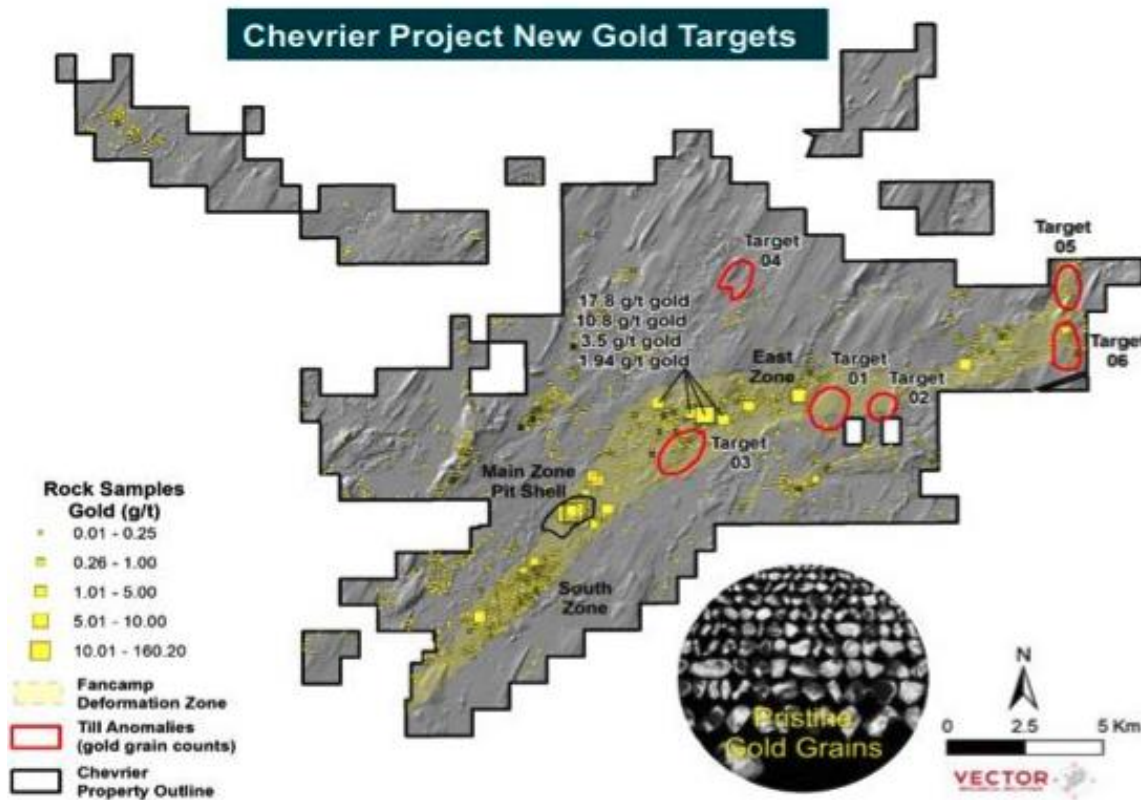 Chevrier Project New Gold Targets
Target
05
Target
04
17.8 g/t gold
10.8 g/t gold
3.5 g/t gold
1.94 g/t gold
Target
06
East
Zone
Target
01
Target
02
Target
03
Main Zone
Pit Shell
South
Zone
Rock Samples
Gold (g/t)
0.01 - 0.25
0.26 - 1.00
1.01 - 5.00
5.01 - 10.00
10.01 - 160.20
Fancamp
Deformation Zone
Till Anomalies
(gold grain counts)
Chevrier
Property Outline
Pristine
Gold Grains
N
0 2.5 5 Km
VECTOR